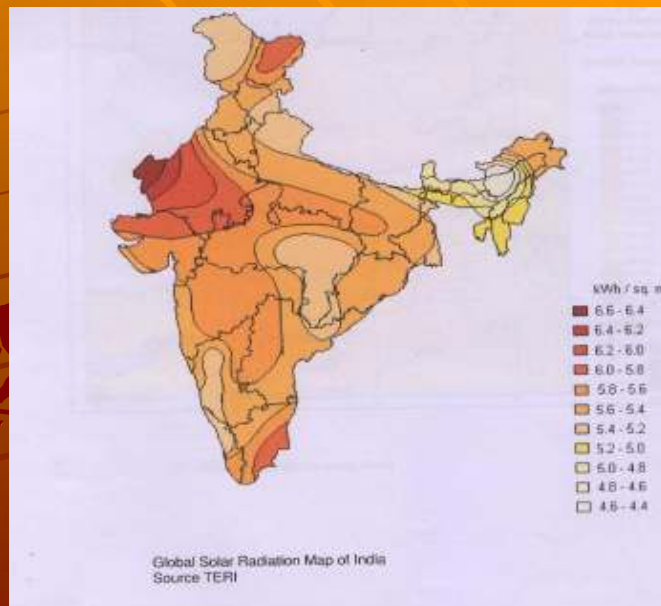 kWh / sq. m
6.6 - 6.4
6.4 - 6.2
6.2 - 6.0
6.0 - 5.8
5.8 - 5.6
5.6 - 5.4
5.4 - 5.2
5.2 - 5.0
5.0 - 4.8
4.8 - 4.6
4.6 - 4.4
Global Solar Radiation Map of India
Source TERI